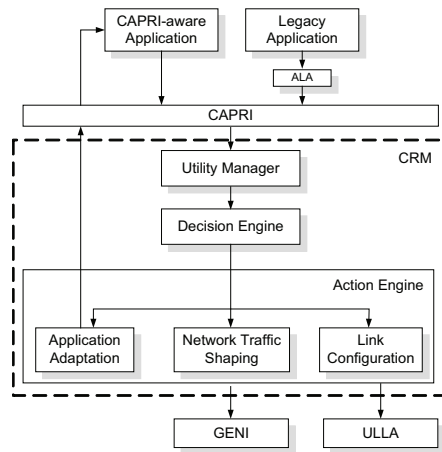 CAPRI-aware
Application
Legacy
Application
ALA
CAPRI
CRM
Utility Manager
Decision Engine
Action Engine
Application
Adaptation
Network Traffic
Shaping
Link
Configuration
GENI
ULLA